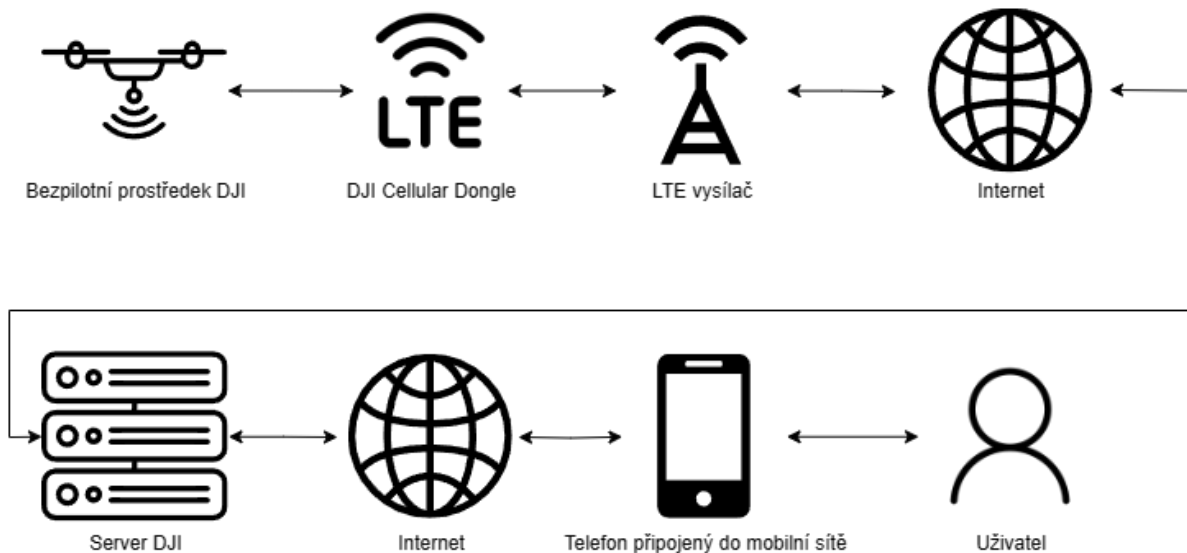 LTE
Bezpilotní prostředek DJI
DJI Cellular Dongle
LTE vysílač
Internet
Server DJI
Internet
Telefon připojený do mobilní sítě
Uživatel